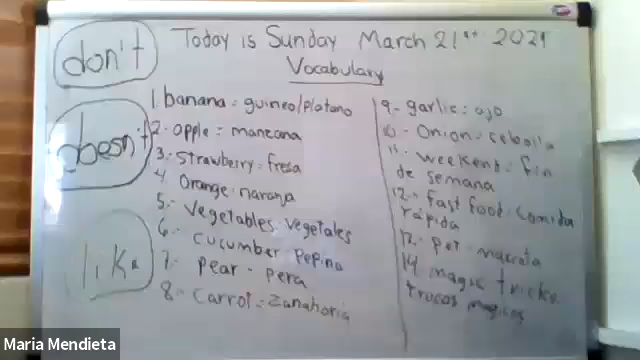 don't
doesn't
like
Today is Sunday March 21st 2021
Vocabulary
1. banana = guineo/platano
2.- apple = manzana
3.- strawberry = fresa
4. Orange = naranja
5.- Vegetables = Vegetales
6.- Cucumber Pepino
7.- Pear - Pera
8.- Carrot = Zanahoria
9.- garlic = ajo
10.- Onion = cebolla
11.- weekend = fin
de semana
12.- fast food = comida
rápida
13.- pet = mascota
14 magic tricks
trucos magicos
Maria Mendieta